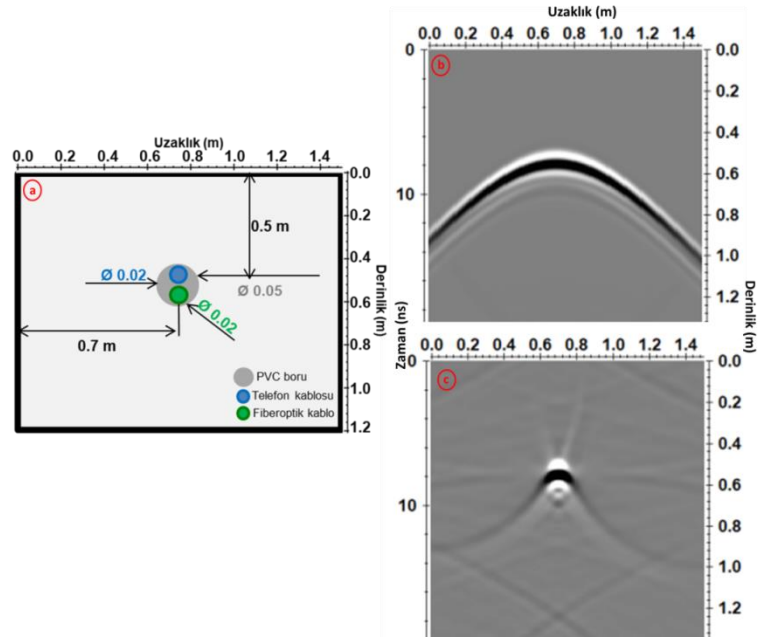 Uzaklık (m)
0.0 0.2 0.4 0.6 0.8 1.0 1.2 1.4
a
0.0
0.2
0.4
0.6
0.8
1.0
1.2
Derinlik (m)
0.5 m
Ø 0.02
Ø 0.05
Ø 0.02
0.7 m
PVC boru
Telefon kablosu
Fiberoptik kablo
Uzaklık (m)
0.0 0.2 0.4 0.6 0.8 1.0 1.2 1.4
b
0
10
0.0
0.2
0.4
0.6
0.8
1.0
1.2
Zaman (ns)
Derinlik (m)
0.0 0.2 0.4 0.6 0.8 1.0 1.2 1.4
c
0
10
0.0
0.2
0.4
0.6
0.8
1.0
1.2